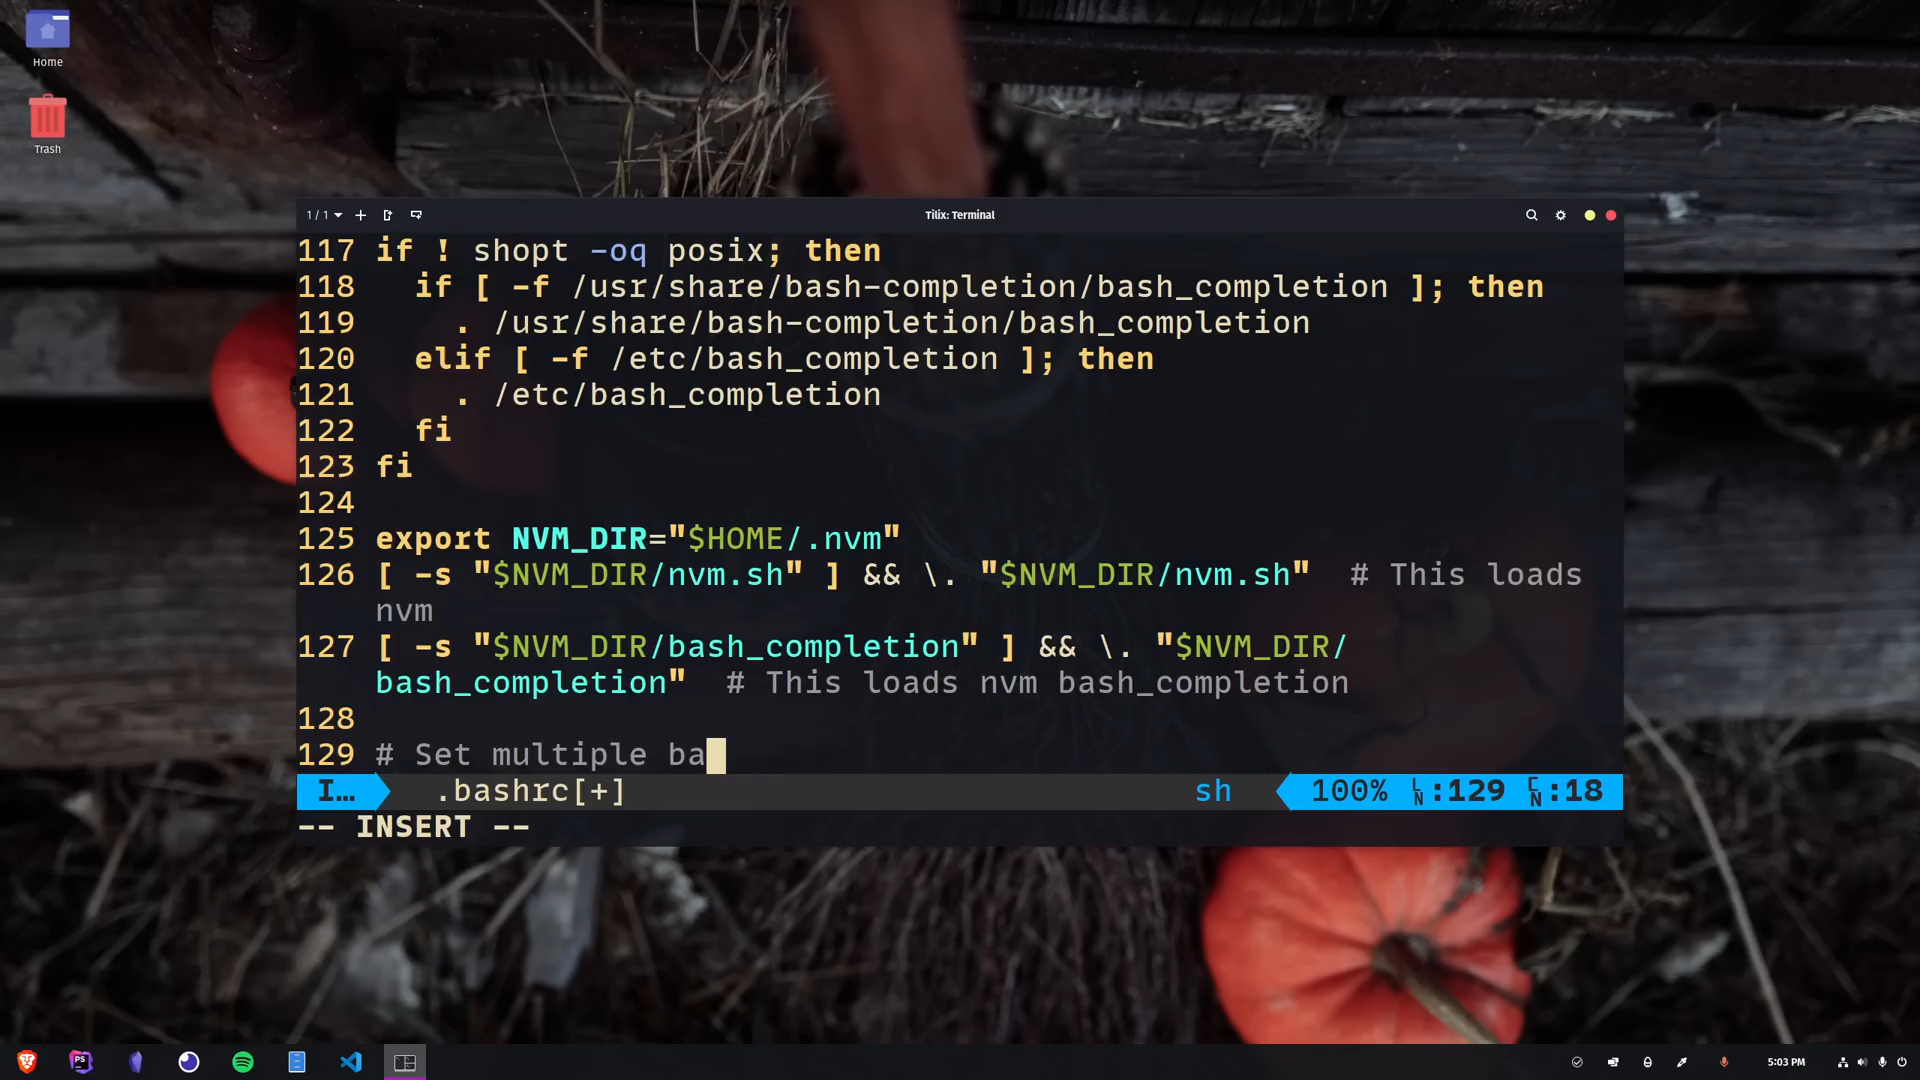 Home
Trash
1 / 1
Tilix: Terminal
117 if ! shopt -oq posix; then
118   if [ -f /usr/share/bash-completion/bash_completion ]; then
119     . /usr/share/bash-completion/bash_completion
120   elif [ -f /etc/bash_completion ]; then
121     . /etc/bash_completion
122   fi
123 fi
124
125 export NVM_DIR="$HOME/.nvm"
126 [ -s "$NVM_DIR/nvm.sh" ] && \. "$NVM_DIR/nvm.sh"  # This loads
nvm
127 [ -s "$NVM_DIR/bash_completion" ] && \. "$NVM_DIR/
bash_completion"  # This loads nvm bash_completion
128
129 # Set multiple ba
I… .bashrc[+] sh 100% LN:129 CN:18
-- INSERT --
PS
5:03 PM